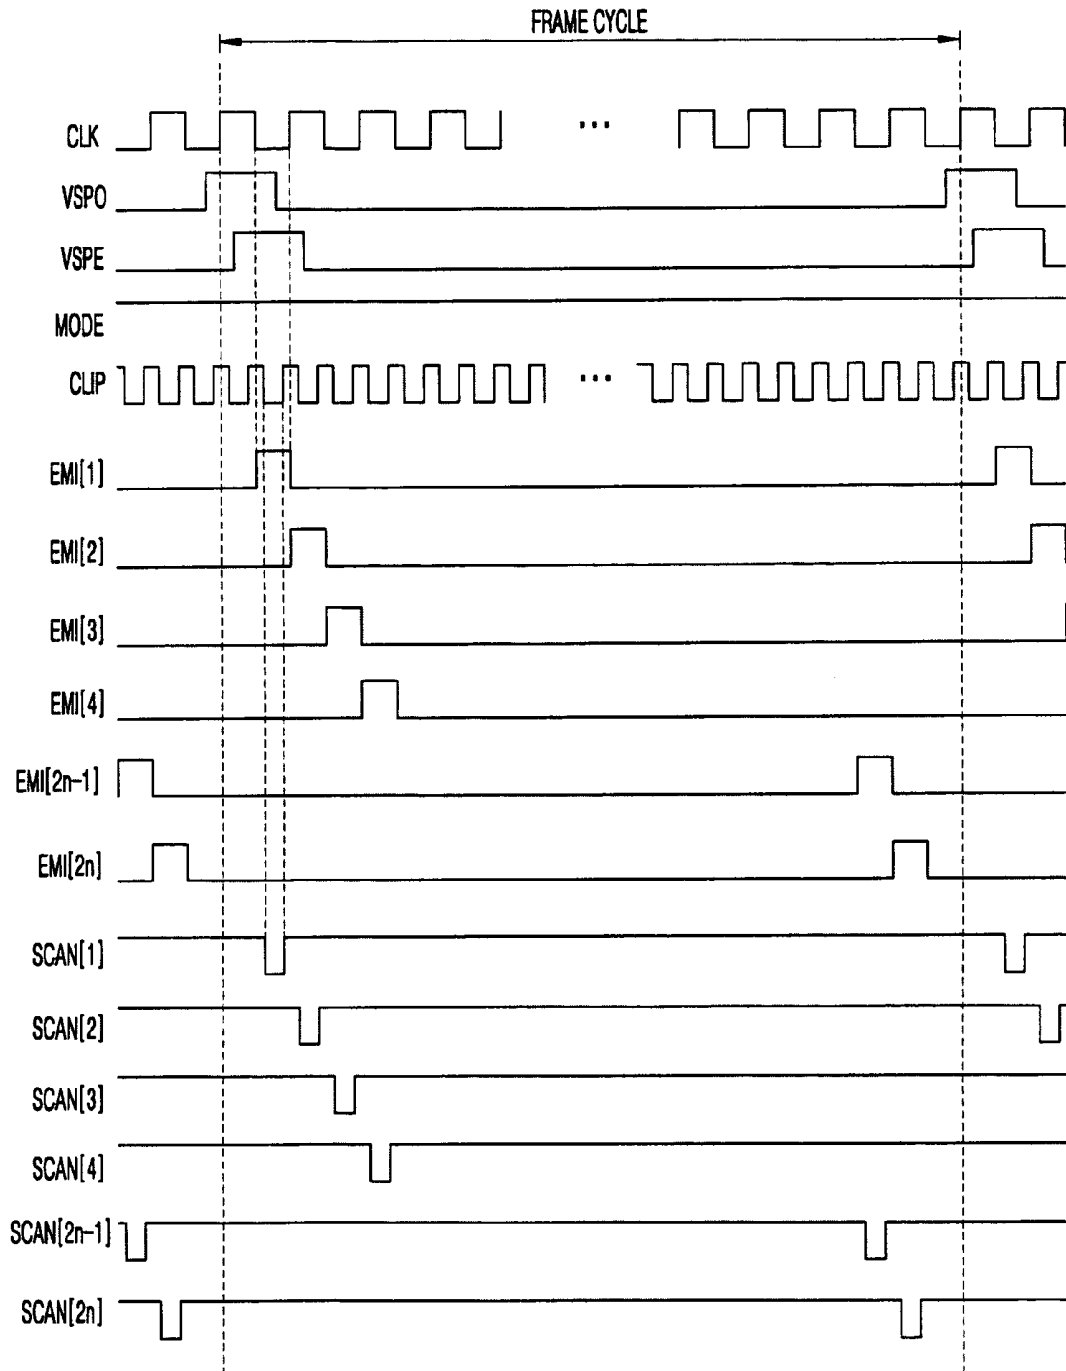 FRAME CYCLE
CLK
...
VSPO
VSPE
MODE
CLIP
...
EMI[1]
EMI[2]
EMI[3]
EMI[4]
EMI[2n-1]
EMI[2n]
SCAN[1]
SCAN[2]
SCAN[3]
SCAN[4]
SCAN[2n-1]
SCAN[2n]